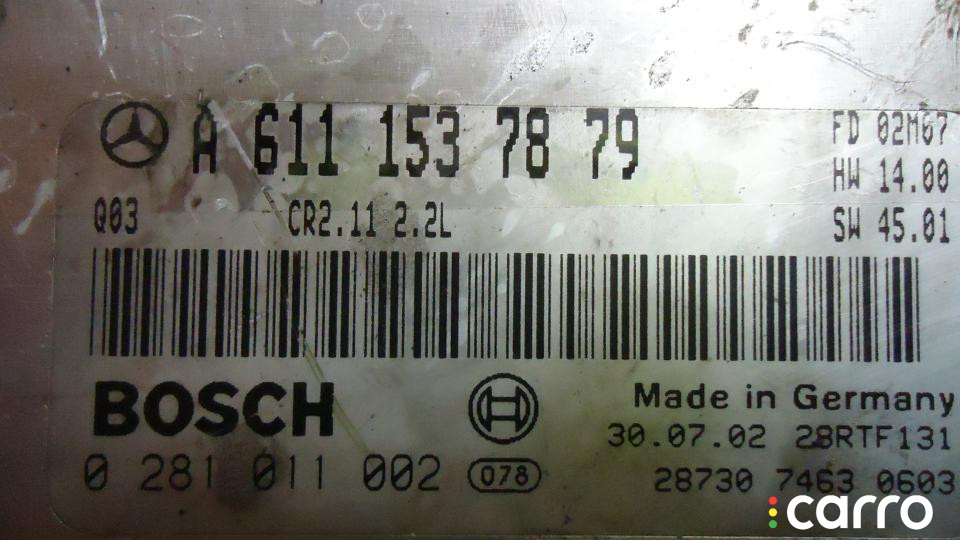 A 611 153 78 79
FD 02M67
HW 14.00
Q03 CR2.11 2.2L
SW 45.01
BOSCH
Made in Germany
30.07.02 28RTF131
0 281 011 002 078
28730 7463 0603
carro